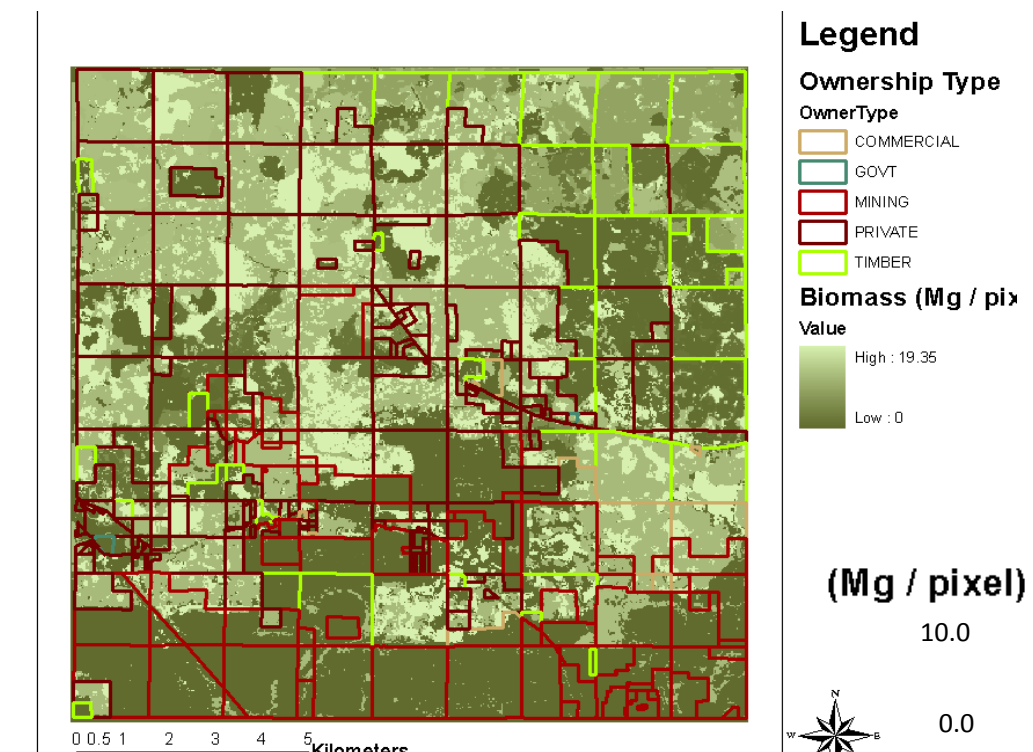 Legend
Ownership Type
OwnerType
COMMERCIAL
GOVT
MINING
PRIVATE
TIMBER
Biomass (Mg / pix
Value
High : 19.35
Low : 0
(Mg / pixel)
10.0
0.0
N
W
E
0 0.5 1 2 3 4 5
Kilometers